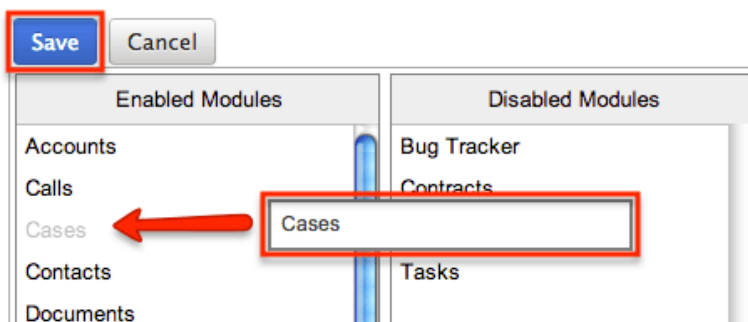 Save Cancel
Enabled Modules Disabled Modules
Accounts Bug Tracker
Calls Contracts
Cases Cases
Contacts Tasks
Documents